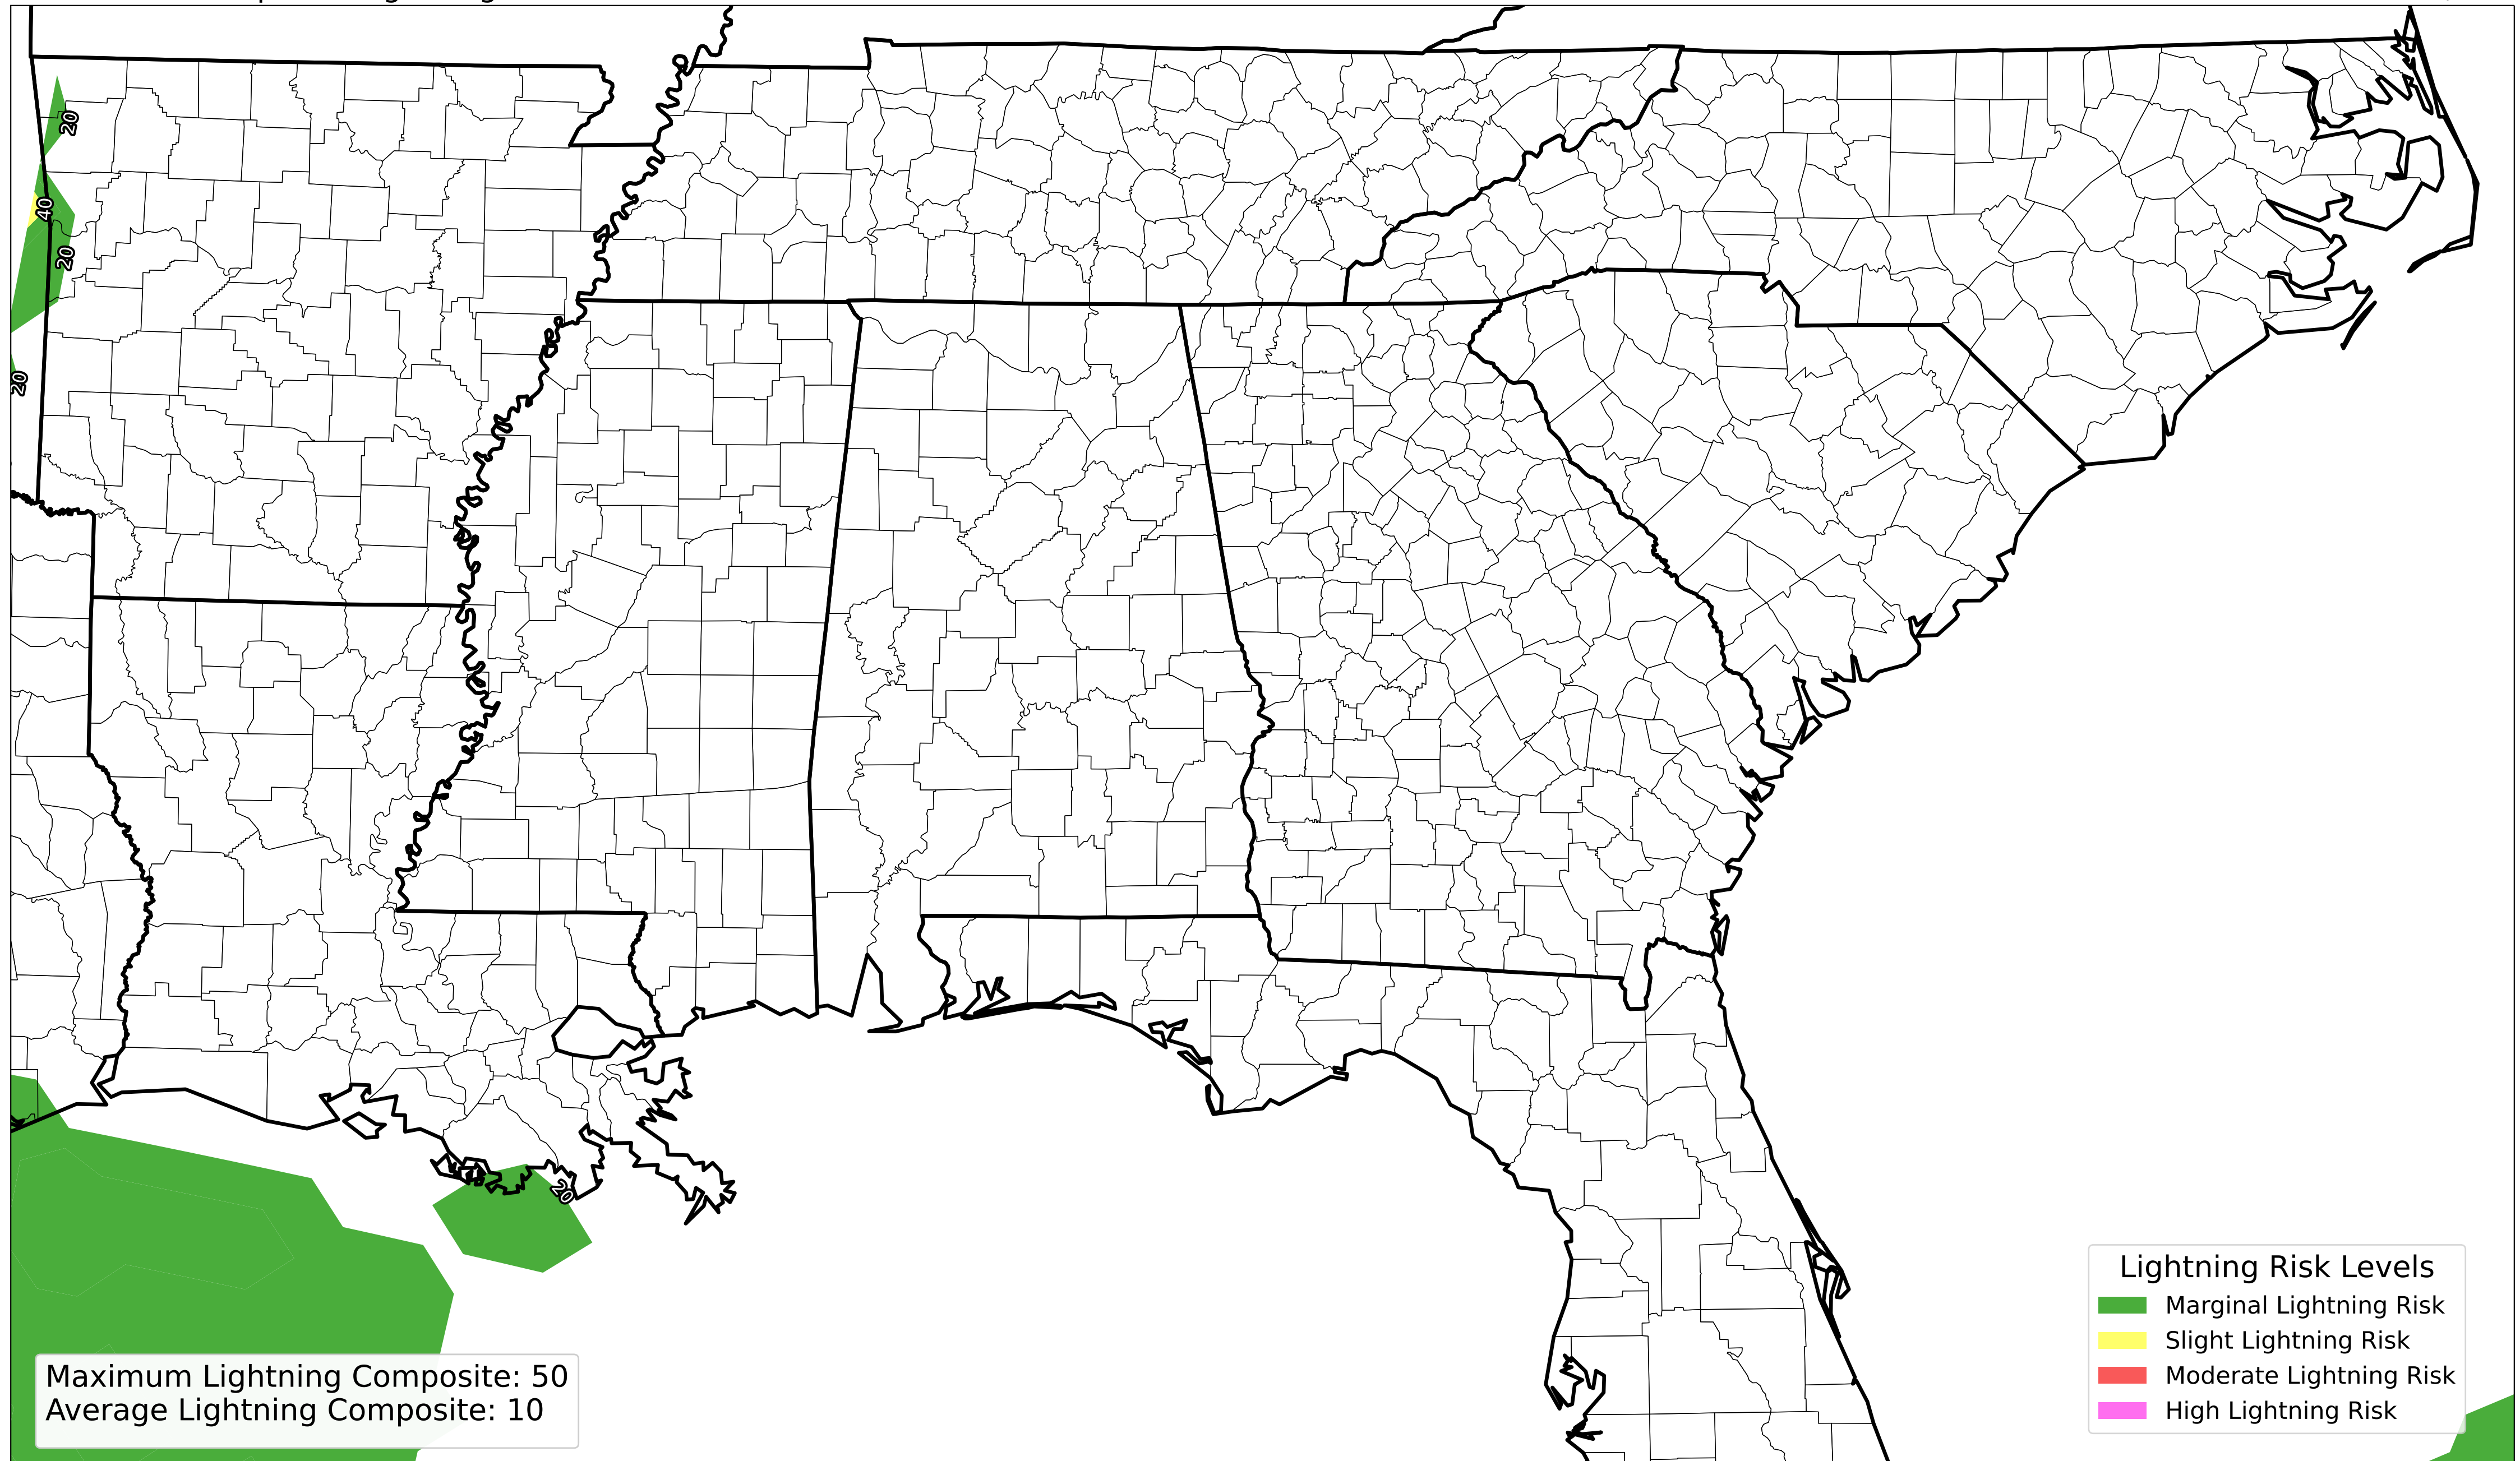 20
40
20
20
20
Maximum Lightning Composite: 50
Average Lightning Composite: 10
Lightning Risk Levels
Marginal Lightning Risk
Slight Lightning Risk
Moderate Lightning Risk
High Lightning Risk